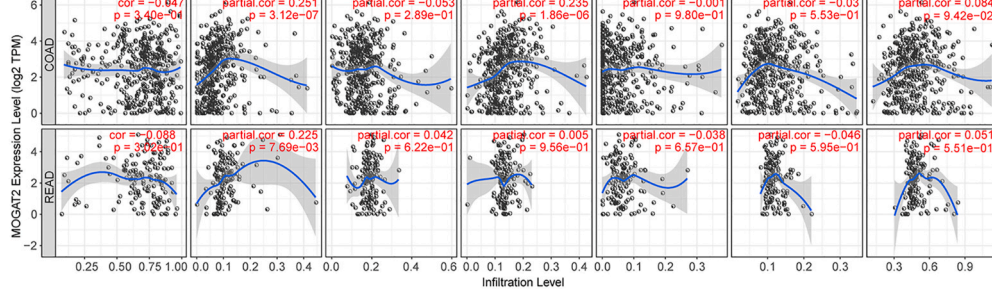 cor = −0.047 partial.cor = 0.251 partial.cor = −0.053 partial.cor = 0.235 partial.cor = −0.001 partial.cor = −0.03 partial.cor = 0.084
p = 3.40e−01 p = 3.12e−07 p = 2.89e−01 p = 1.86e−06 p = 9.80e−01 p = 5.53e−01 p = 9.42e−02
6
4
2
0
COAD
MOGAT2 Expression Level (log2 TPM)
cor = −0.088 partial.cor = 0.225 partial.cor = 0.042 partial.cor = 0.005 partial.cor = −0.038 partial.cor = −0.046 partial.cor = 0.051
p = 7.69e−03 p = 6.22e−01 p = 9.56e−01 p = 6.57e−01 p = 5.95e−01 p = 5.51e−01
4
2
0
−2
READ
0.25 0.50 0.75 1.00 0.0 0.1 0.2 0.3 0.4 0.0 0.2 0.4 0.6 0.0 0.1 0.2 0.3 0.4 0.0 0.1 0.2 0.3 0.1 0.2 0.3 0.3 0.6 0.9
Infiltration Level